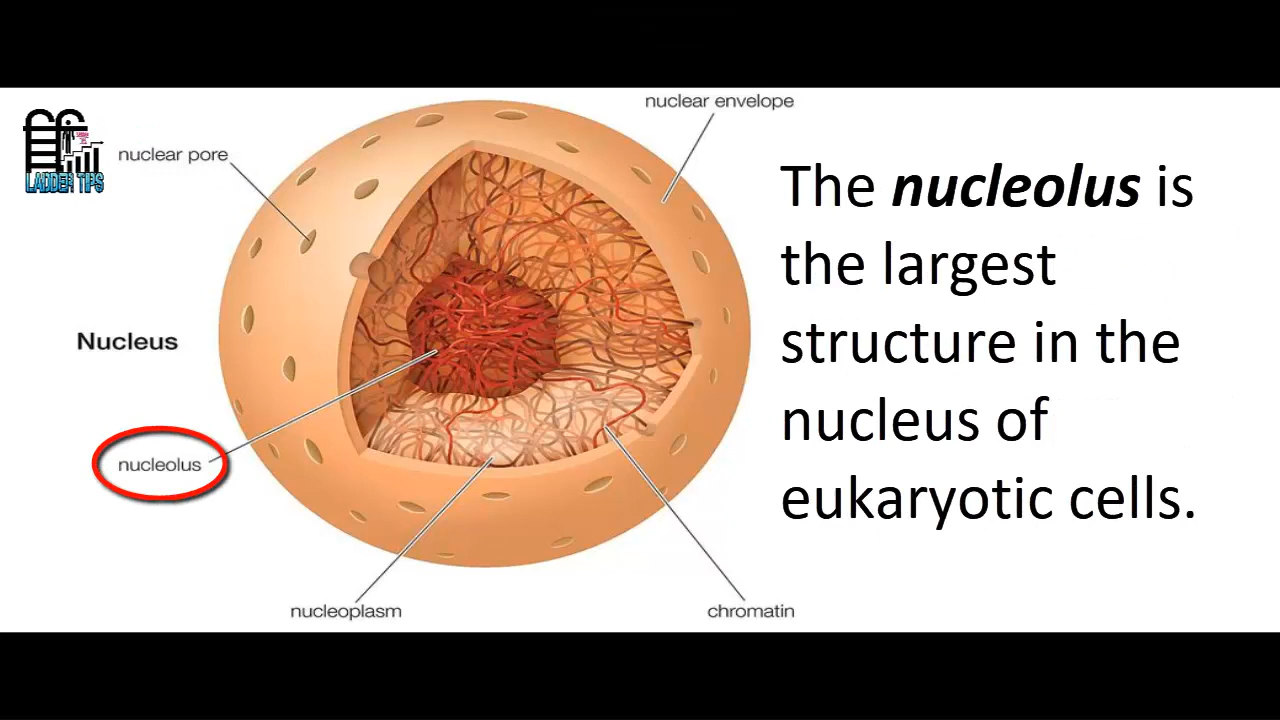 nuclear envelope
nuclear pore
LADDER TIPS
The nucleolus is
the largest
structure in the
nucleus of
eukaryotic cells.
Nucleus
nucleolus
nucleoplasm
chromatin